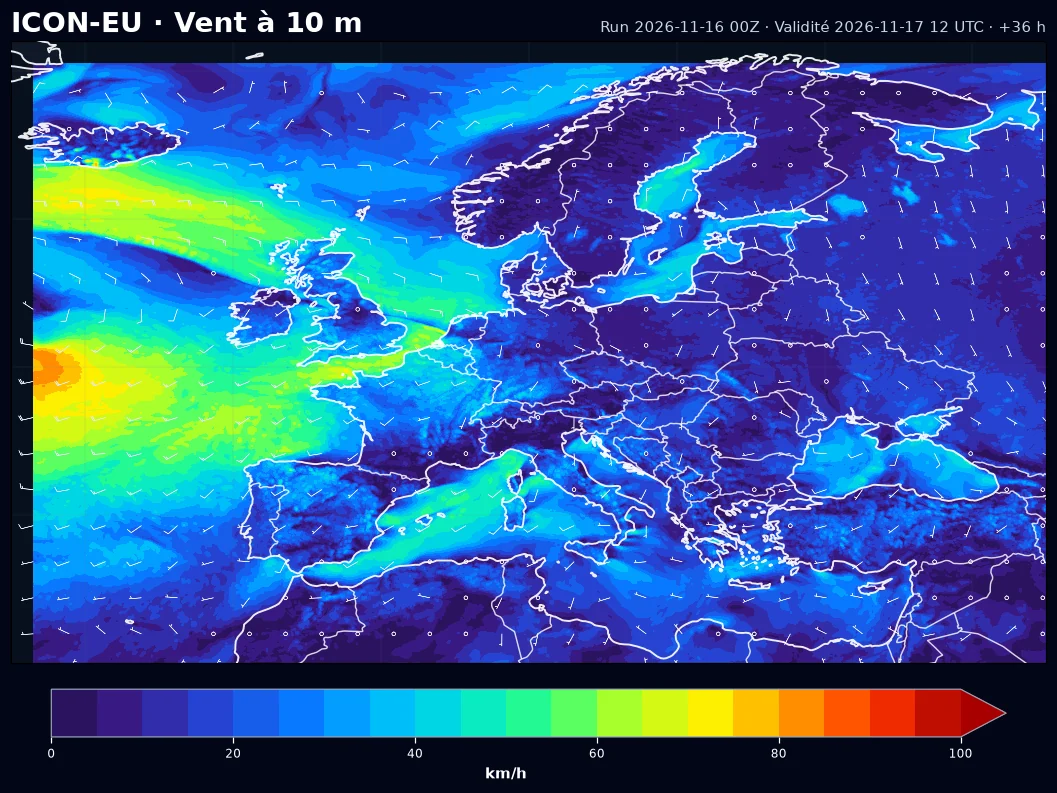 ICON-EU · Vent à 10 m
Run 2026-11-16 00Z · Validité 2026-11-17 12 UTC · +36 h
0 20 40 60 80 100
km/h